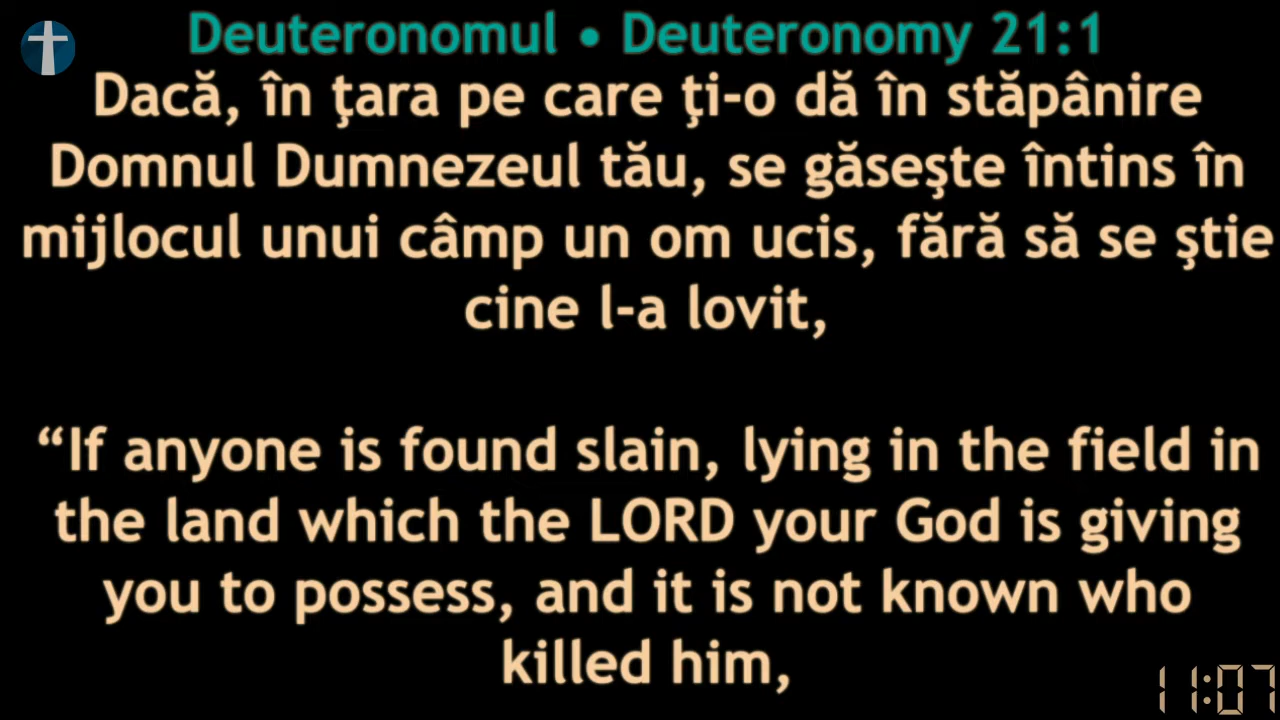 Deuteronomul • Deuteronomy 21:1
Dacă, în ţara pe care ţi-o dă în stăpânire
Domnul Dumnezeul tău, se găseşte întins în
mijlocul unui câmp un om ucis, fără să se ştie
cine l-a lovit,
“If anyone is found slain, lying in the field in
the land which the LORD your God is giving
you to possess, and it is not known who
killed him,
11:07